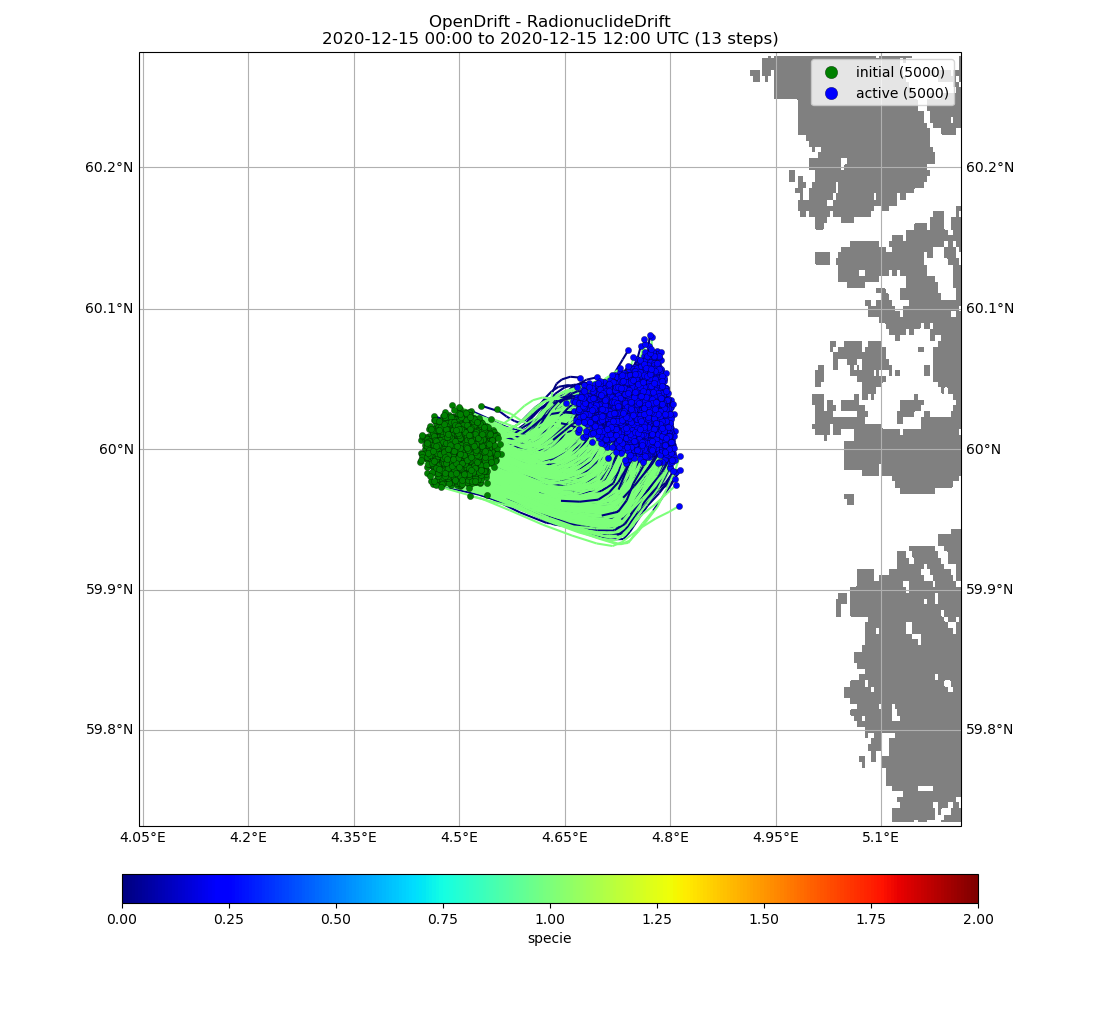 OpenDrift - RadionuclideDrift
2020-12-15 00:00 to 2020-12-15 12:00 UTC (13 steps)
initial (5000)
active (5000)
60.2°N 60.2°N
60.1°N 60.1°N
60°N 60°N
59.9°N 59.9°N
59.8°N 59.8°N
4.05°E 4.2°E 4.35°E 4.5°E 4.65°E 4.8°E 4.95°E 5.1°E
0.00 0.25 0.50 0.75 1.00 1.25 1.50 1.75 2.00
specie